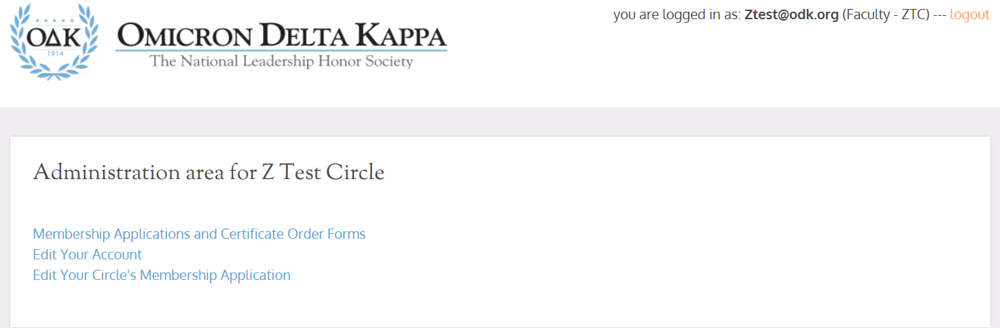 you are logged in as: Ztest@odk.org (Faculty - ZTC) --- logout
OΔK
1914
OMICRON DELTA KAPPA
The National Leadership Honor Society
Administration area for Z Test Circle
Membership Applications and Certificate Order Forms
Edit Your Account
Edit Your Circle's Membership Application